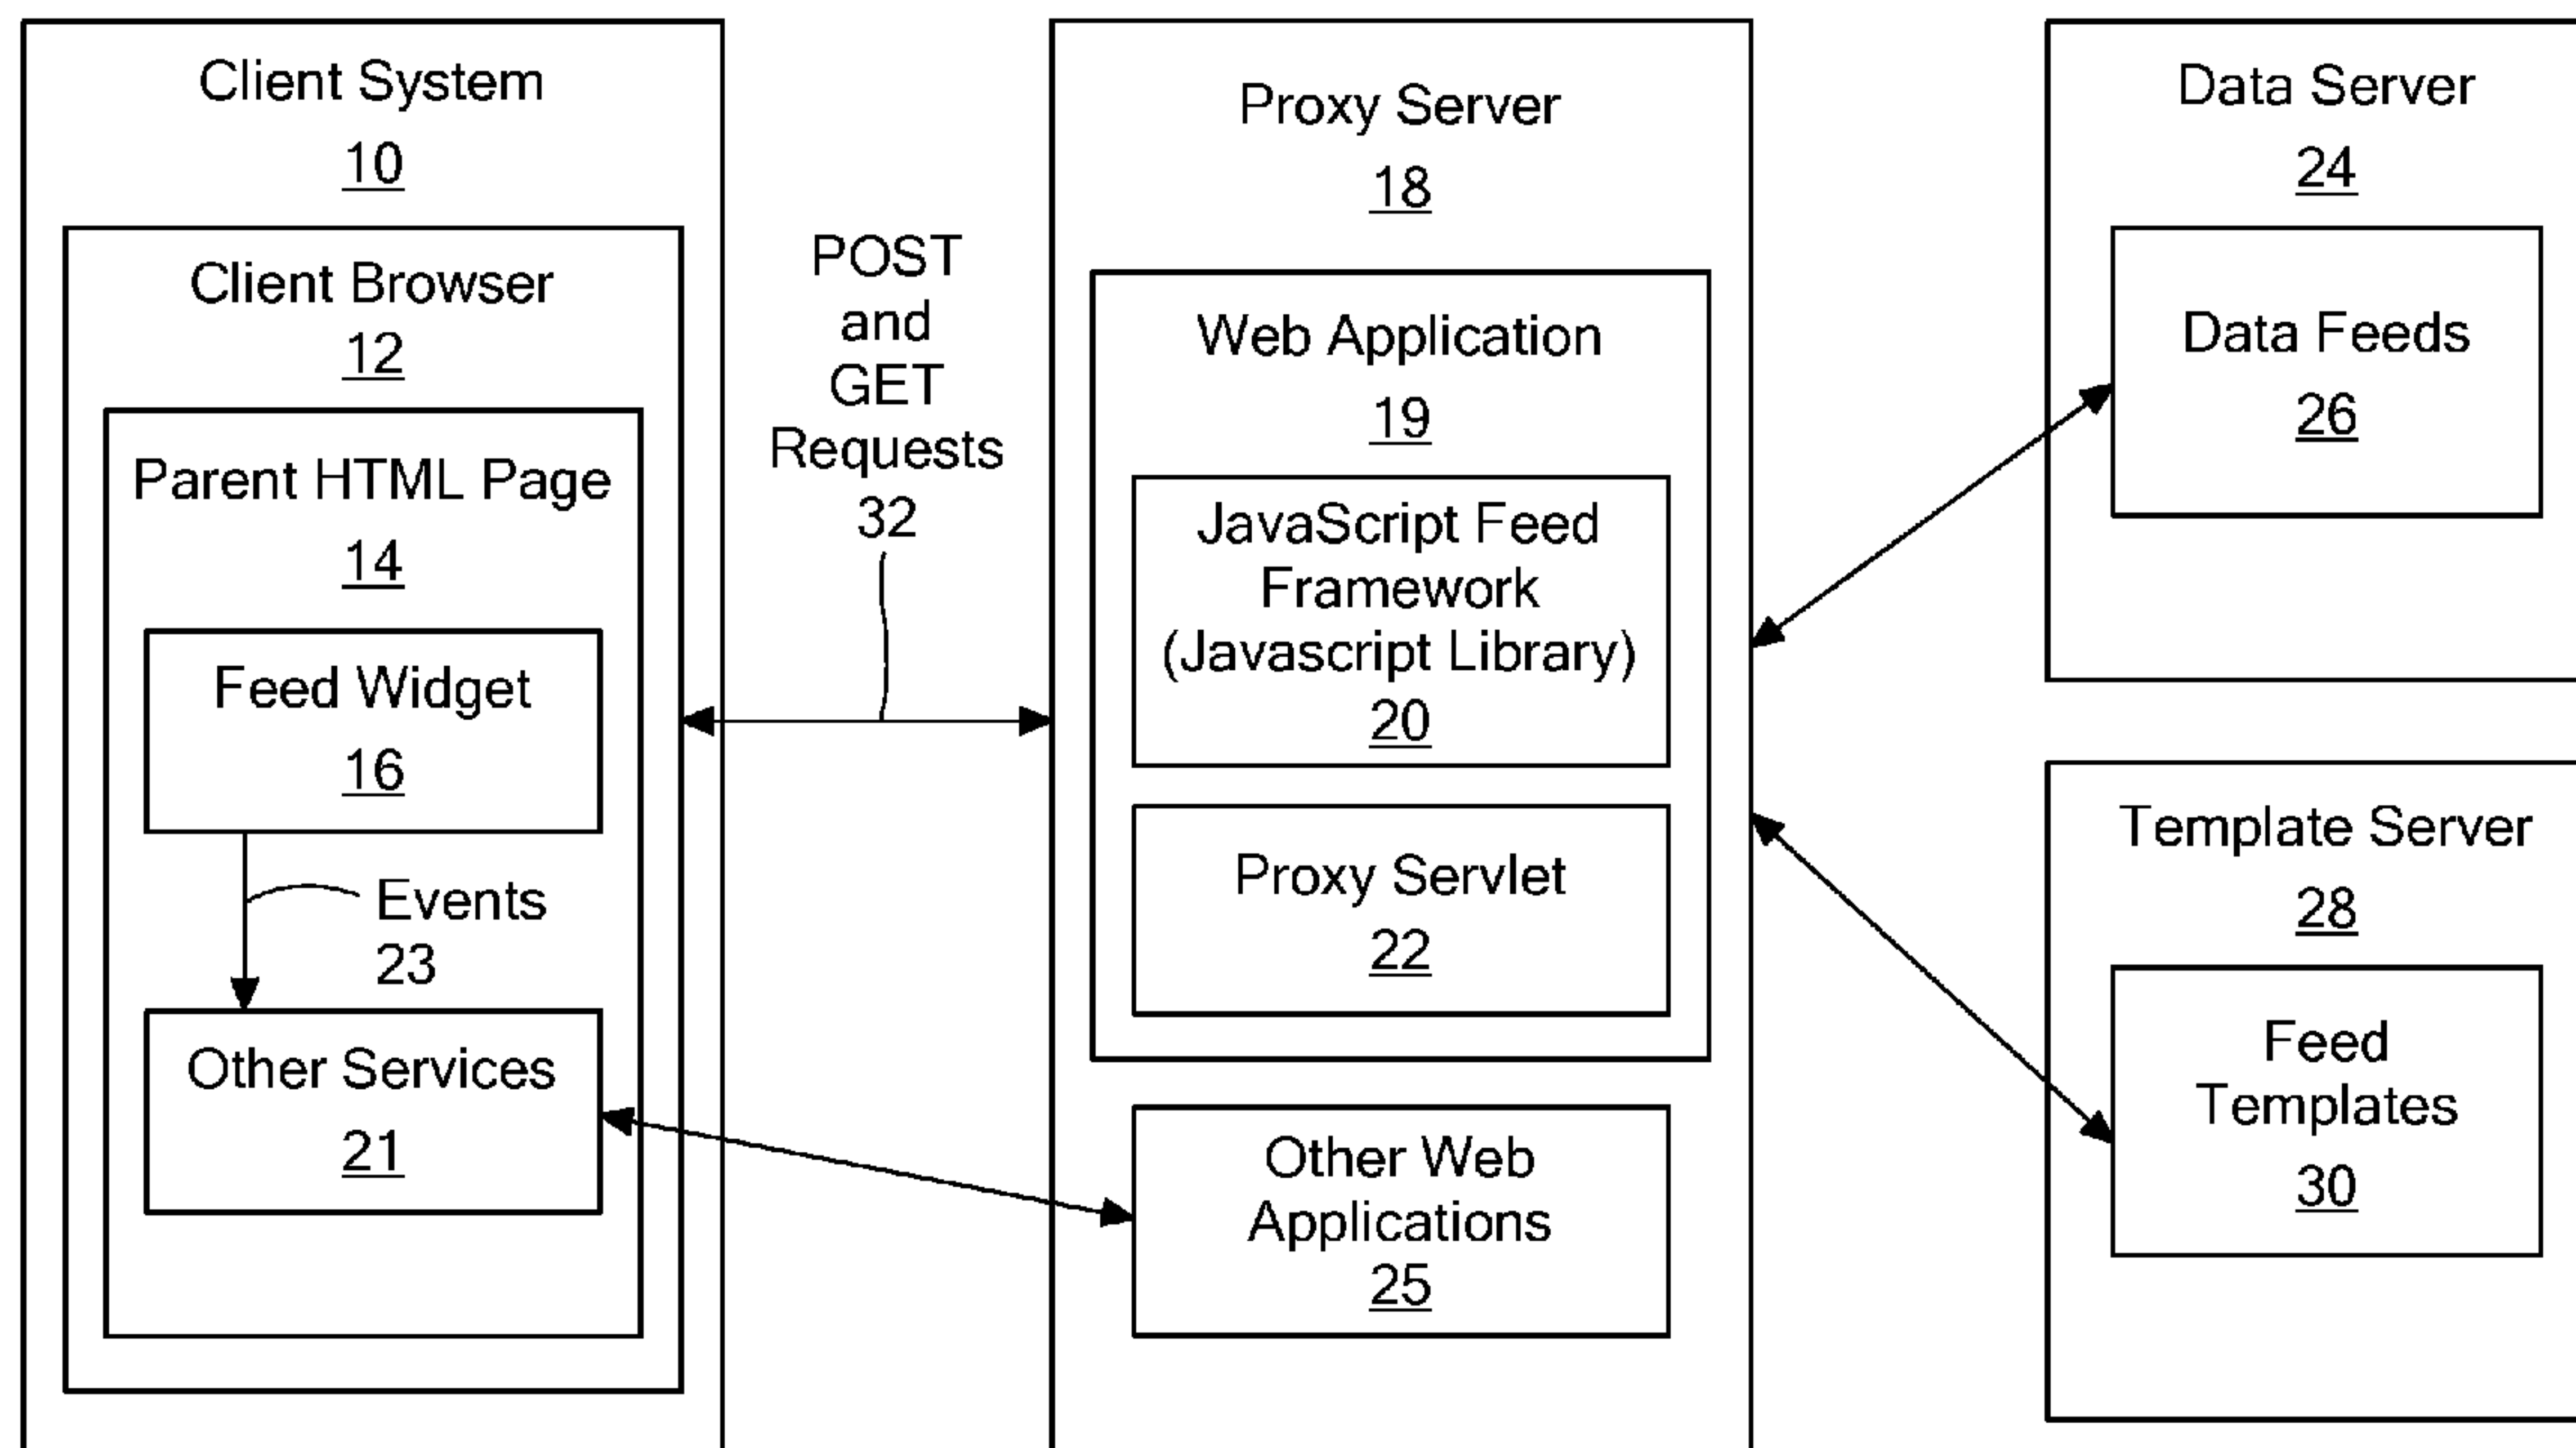 Client System
10
Client Browser
12
Parent HTML Page
14
Feed Widget
16
Events
23
Other Services
21
POST
and
GET
Requests
32
Proxy Server
18
Web Application
19
JavaScript Feed
Framework
(Javascript Library)
20
Proxy Servlet
22
Other Web
Applications
25
Data Server
24
Data Feeds
26
Template Server
28
Feed
Templates
30